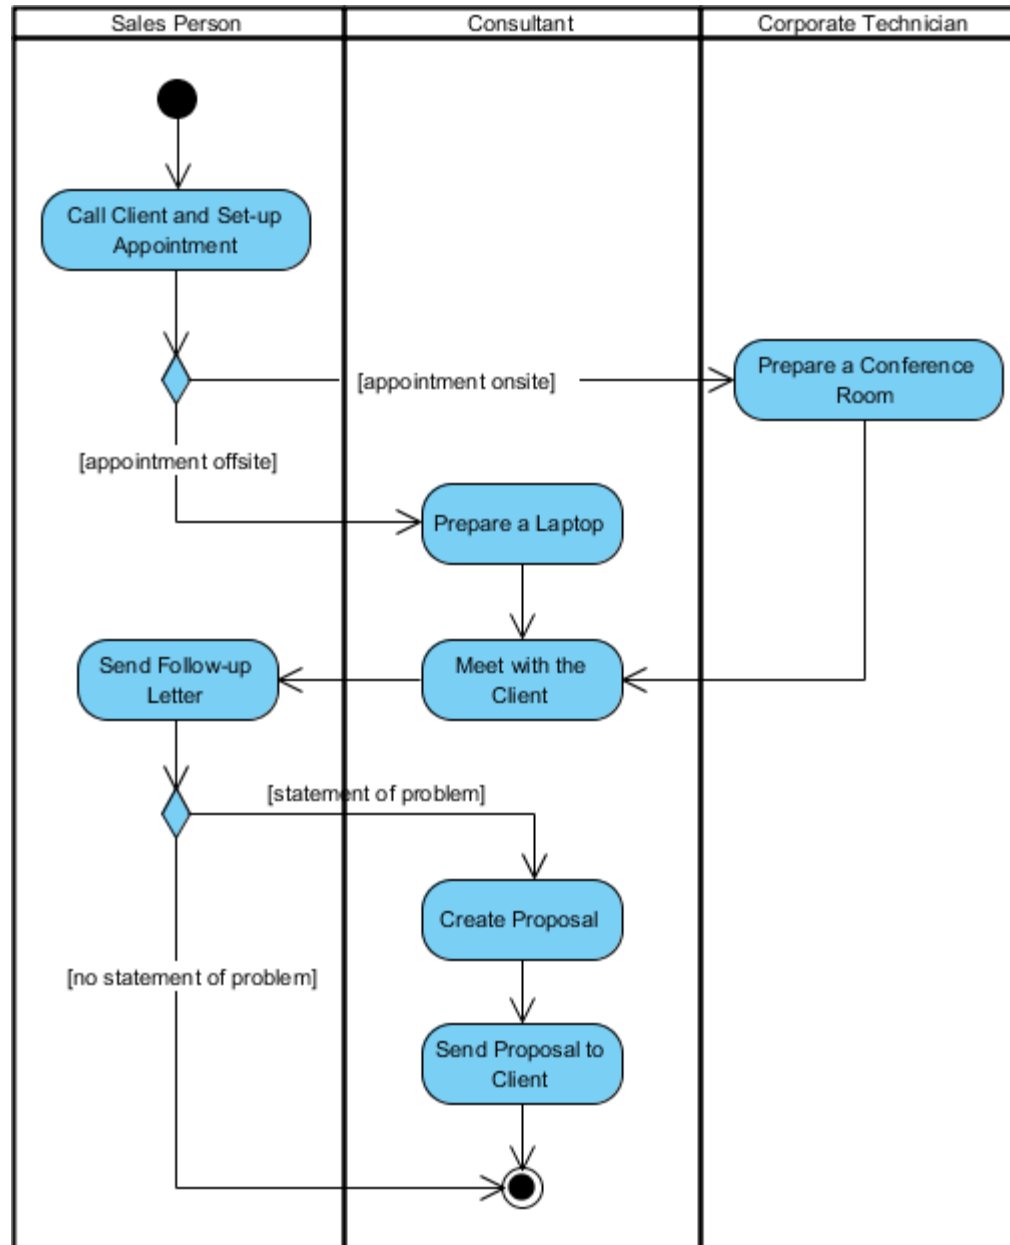 Sales Person
Consultant
Corporate Technician
Call Client and Set-up
Appointment
[appointment onsite]
Prepare a Conference
Room
[appointment offsite]
Prepare a Laptop
Send Follow-up
Letter
Meet with the
Client
[statement of problem]
Create Proposal
[no statement of problem]
Send Proposal to
Client